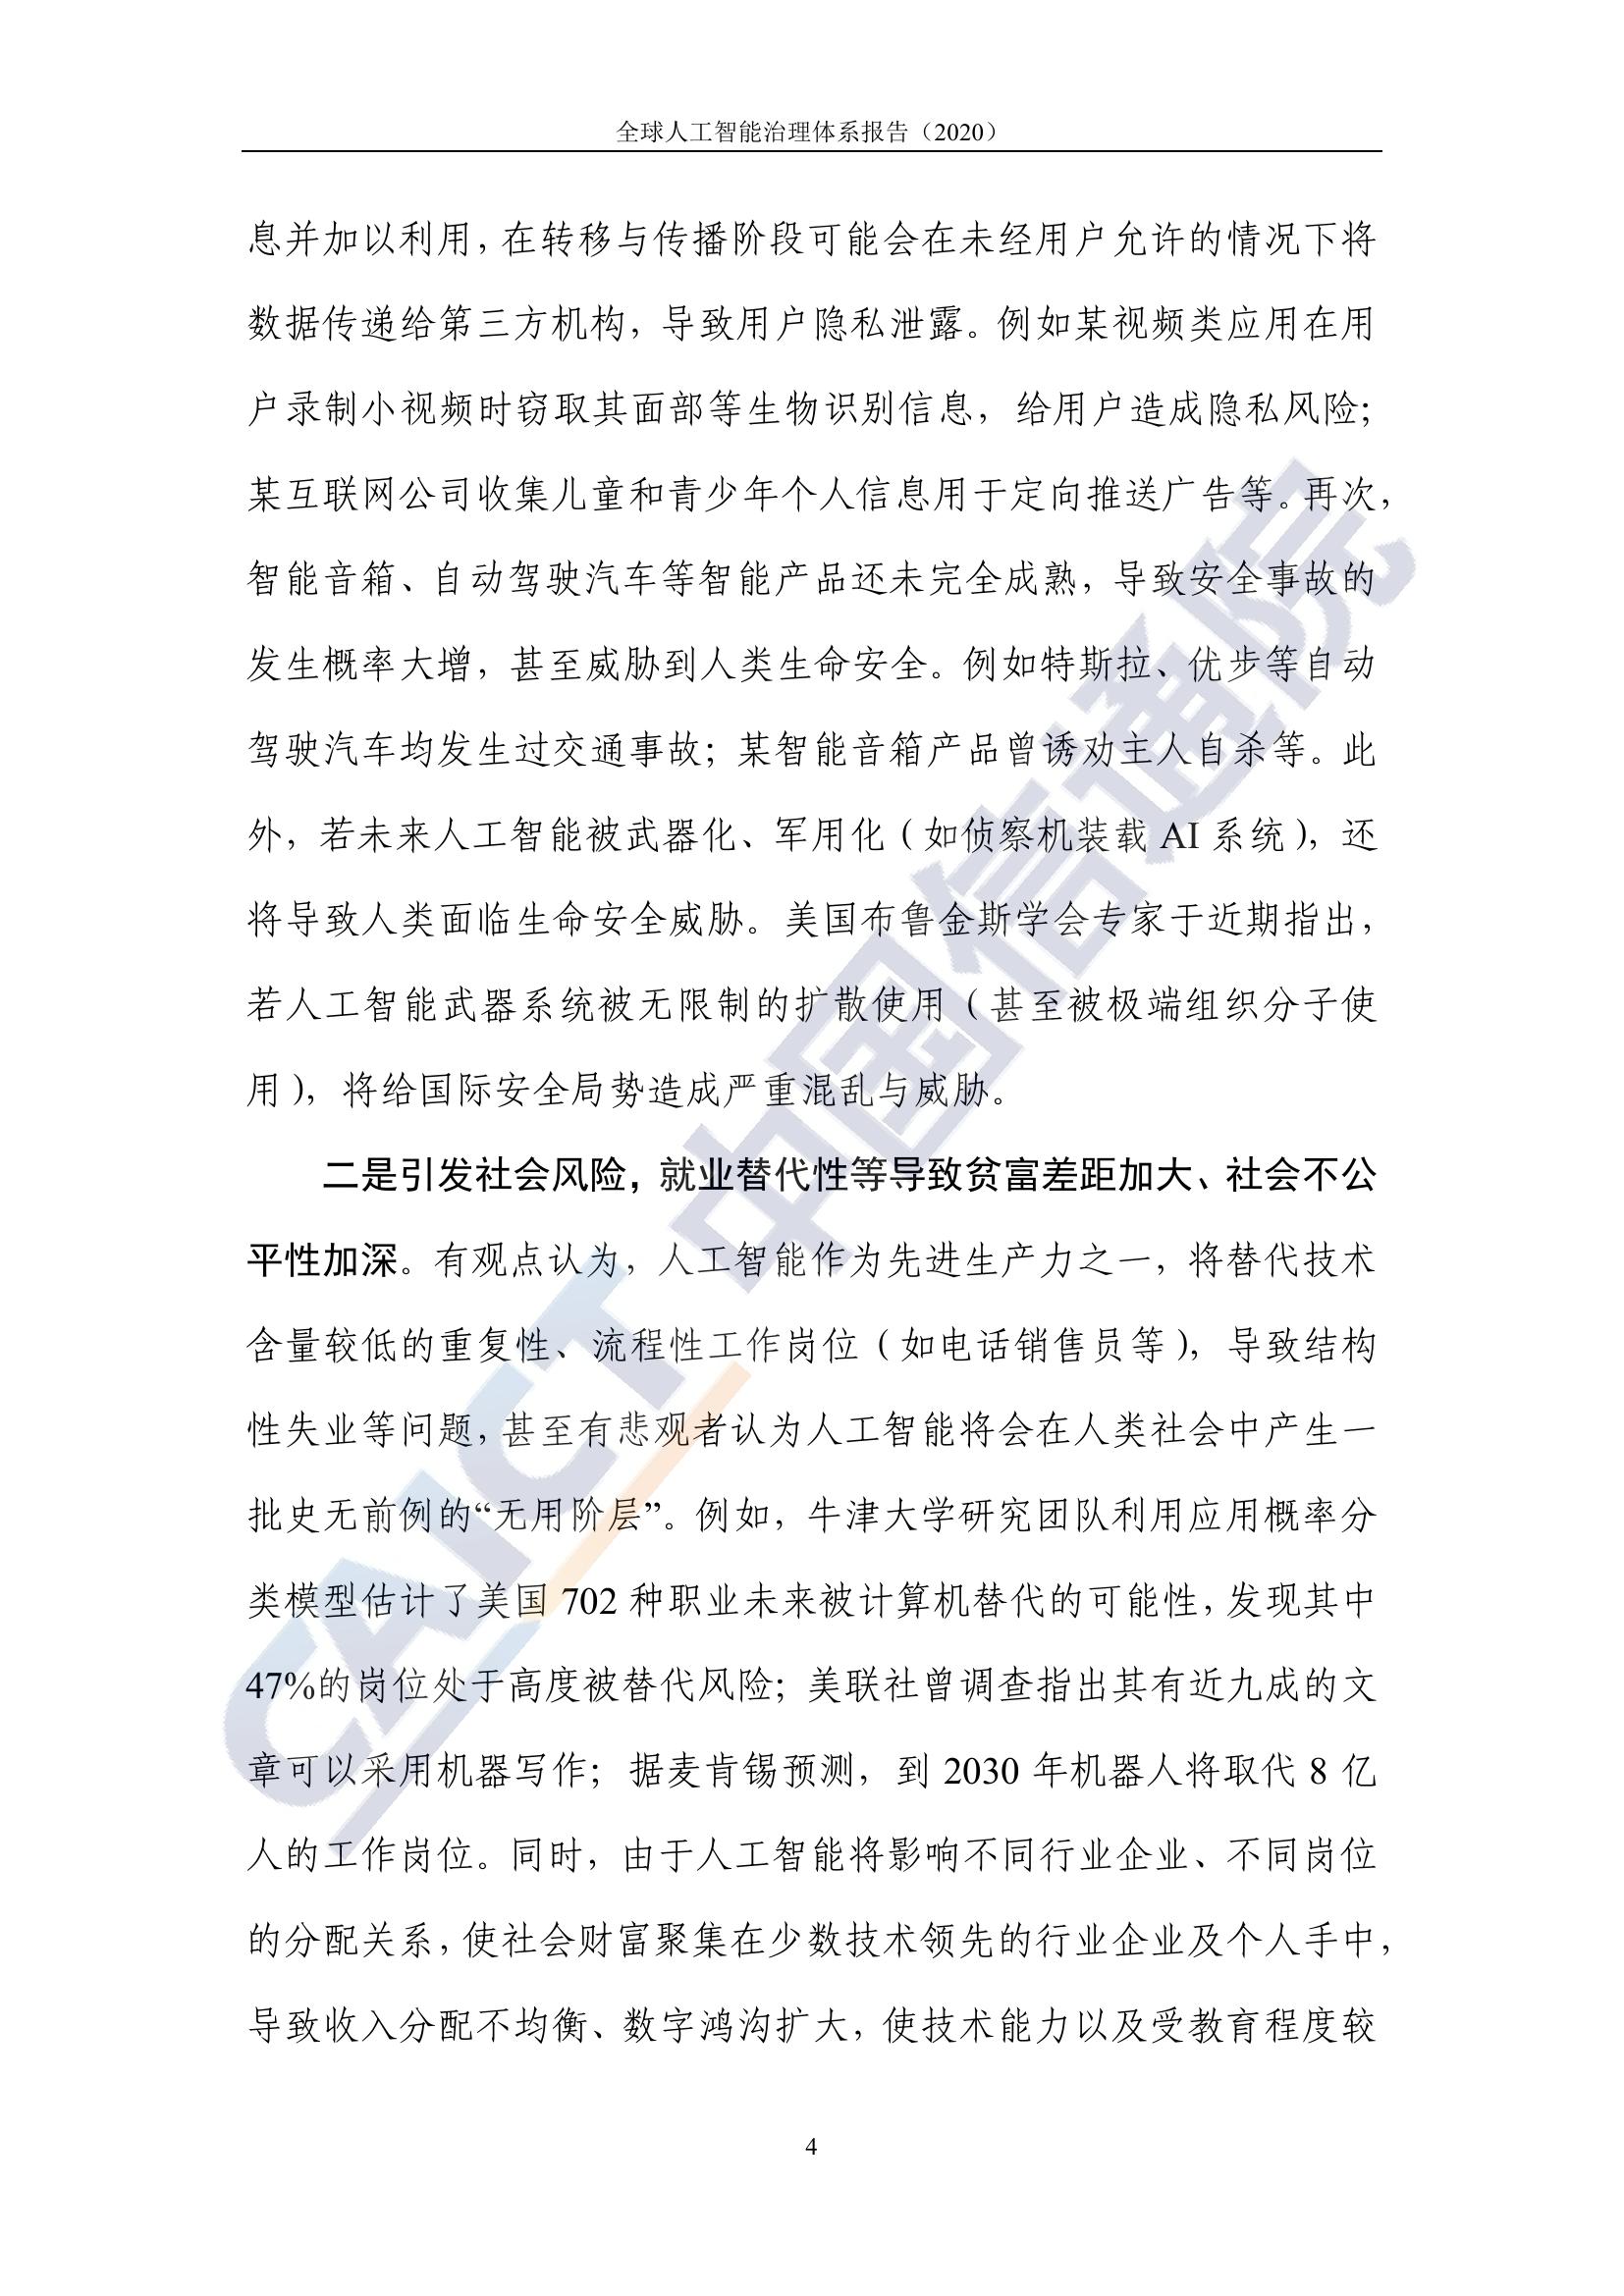 全球人工智能治理体系报告（2020）
息并加以利用，在转移与传播阶段可能会在未经用户允许的情况下将
数据传递给第三方机构，导致用户隐私泄露。例如某视频类应用在用
户录制小视频时窃取其面部等生物识别信息，给用户造成隐私风险；
某互联网公司收集儿童和青少年个人信息用于定向推送广告等。再次，
智能音箱、自动驾驶汽车等智能产品还未完全成熟，导致安全事故的
发生概率大增，甚至威胁到人类生命安全。例如特斯拉、优步等自动
驾驶汽车均发生过交通事故；某智能音箱产品曾诱劝主人自杀等。此
外，若未来人工智能被武器化、军用化（如侦察机装载 AI 系统），还
将导致人类面临生命安全威胁。美国布鲁金斯学会专家于近期指出，
若人工智能武器系统被无限制的扩散使用（甚至被极端组织分子使
用），将给国际安全局势造成严重混乱与威胁。
二是引发社会风险，就业替代性等导致贫富差距加大、社会不公
平性加深。有观点认为，人工智能作为先进生产力之一，将替代技术
含量较低的重复性、流程性工作岗位（如电话销售员等），导致结构
性失业等问题，甚至有悲观者认为人工智能将会在人类社会中产生一
批史无前例的“无用阶层”。例如，牛津大学研究团队利用应用概率分
类模型估计了美国 702 种职业未来被计算机替代的可能性，发现其中
47%的岗位处于高度被替代风险；美联社曾调查指出其有近九成的文
章可以采用机器写作；据麦肯锡预测，到 2030 年机器人将取代 8 亿
人的工作岗位。同时，由于人工智能将影响不同行业企业、不同岗位
的分配关系，使社会财富聚集在少数技术领先的行业企业及个人手中，
导致收入分配不均衡、数字鸿沟扩大，使技术能力以及受教育程度较
4
CAICT 中国信通院